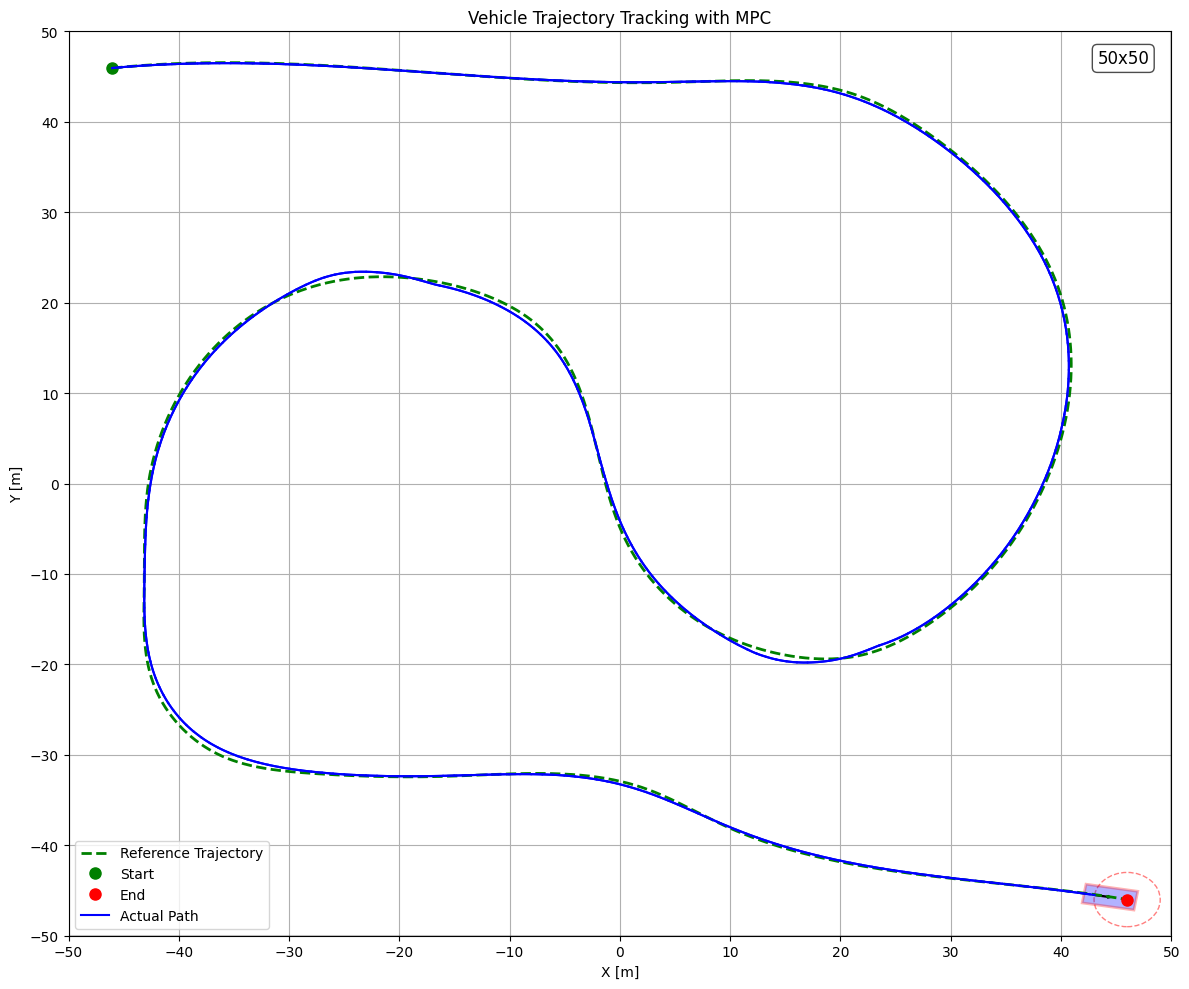 Vehicle Trajectory Tracking with MPC
50x50
50
40
30
20
10
0
−10
−20
−30
−40
−50
Y [m]
Reference Trajectory
Start
End
Actual Path
−50 −40 −30 −20 −10 0 10 20 30 40 50
X [m]